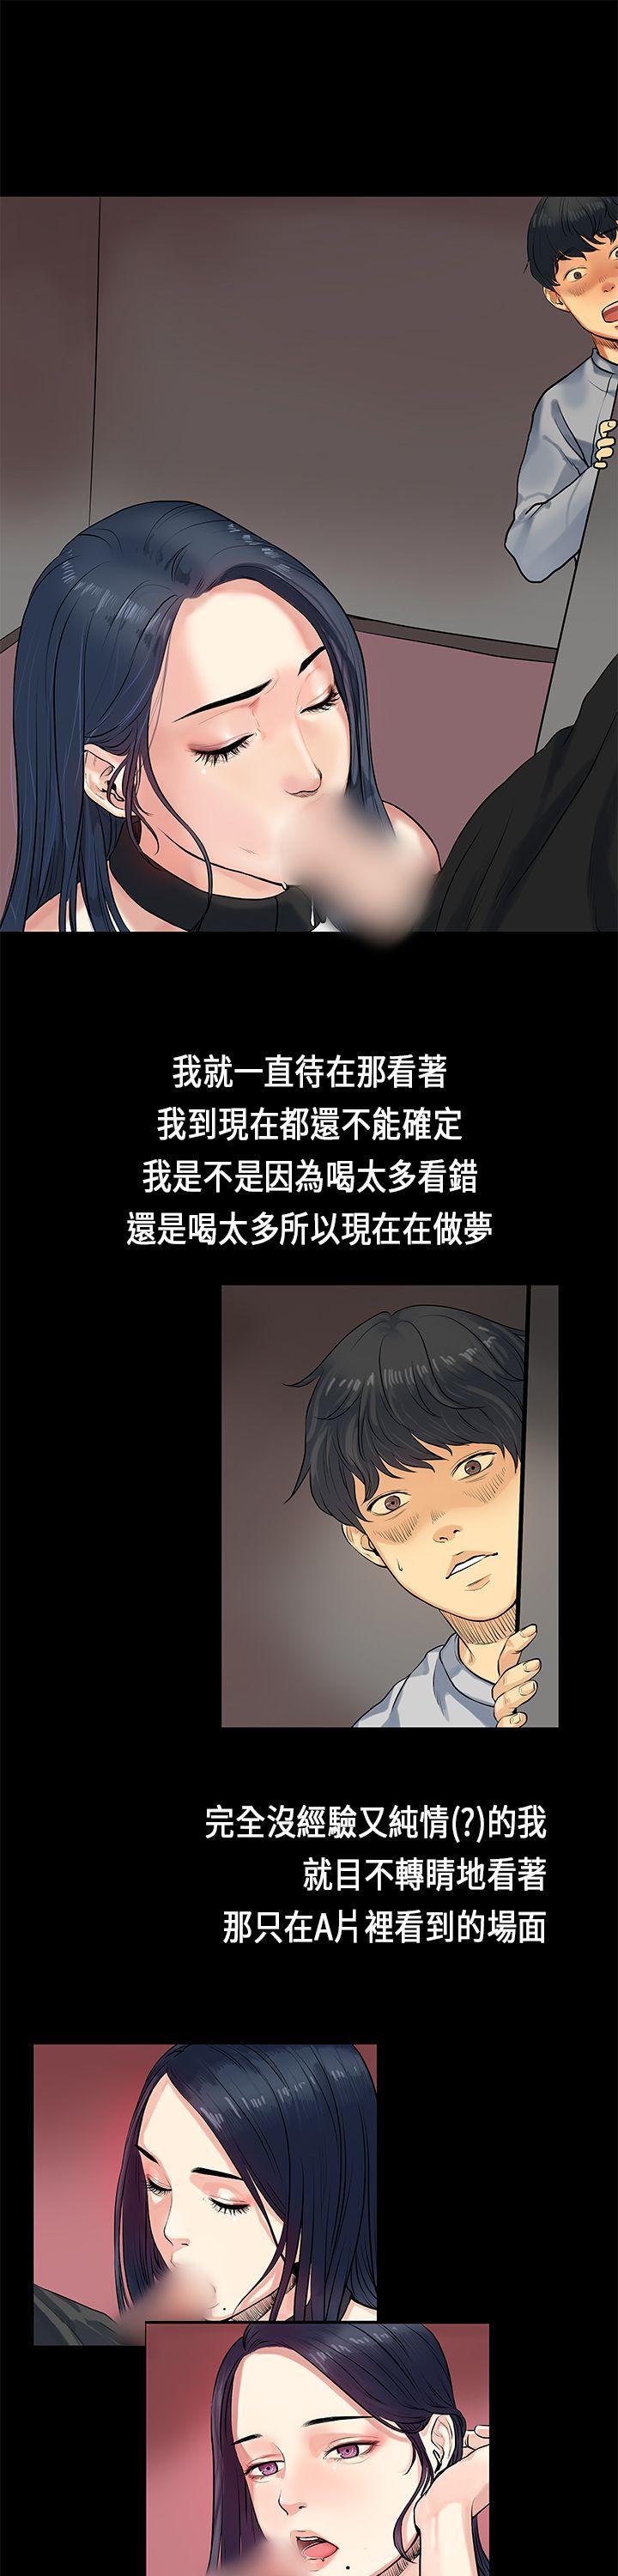 我就一直待在那看著
我到現在都還不能確定
我是不是因為喝太多看錯
還是喝太多所以現在在做夢
完全沒經驗又純情(?)的我
就目不轉睛地看著
那只在A片裡看到的場面